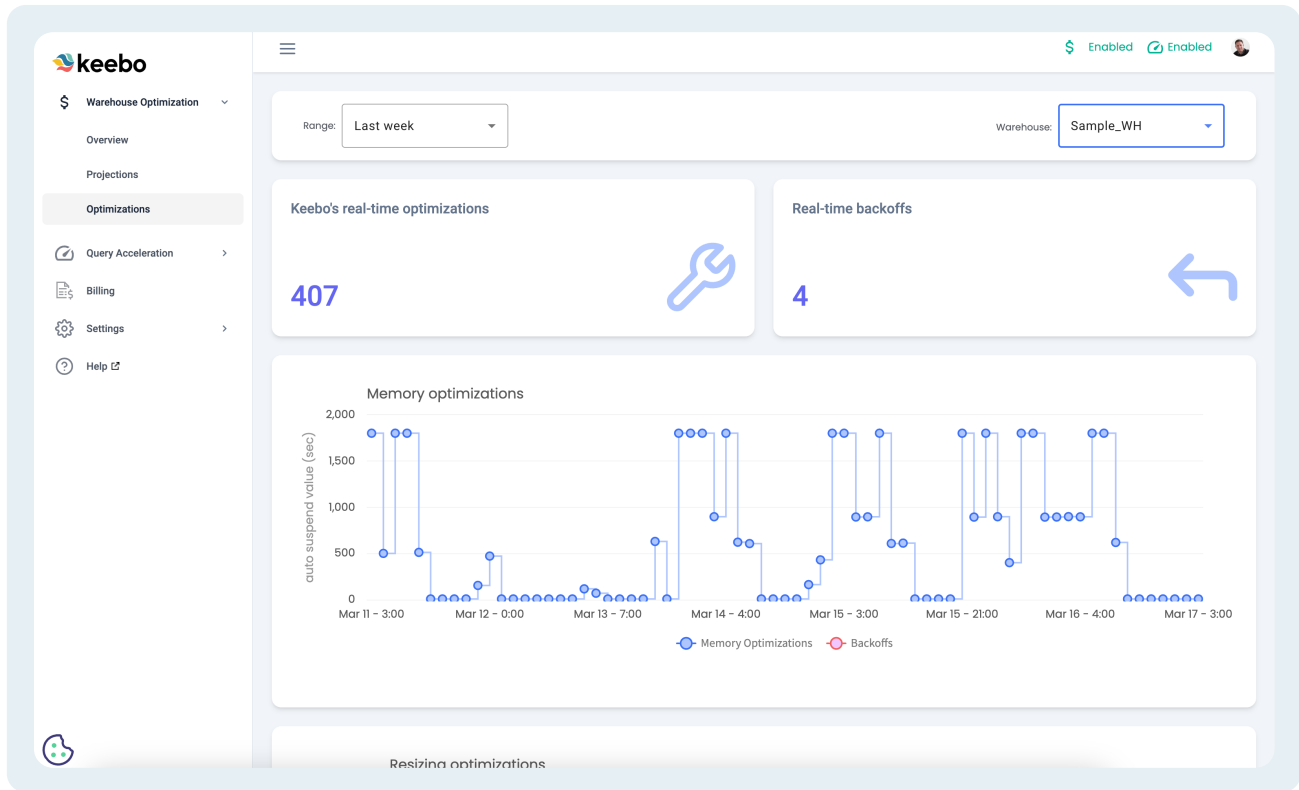 keebo
$ Enabled Enabled
Warehouse Optimization
Overview
Projections
Optimizations
Query Acceleration
Billing
Settings
Help
Range: Last week
Warehouse: Sample_WH
Keebo's real-time optimizations
407
Real-time backoffs
4
Memory optimizations
auto suspend value (sec)
2,000
1,500
1,000
500
0
Mar 11 - 3:00 Mar 12 - 0:00 Mar 13 - 7:00 Mar 14 - 4:00 Mar 15 - 3:00 Mar 15 - 21:00 Mar 16 - 4:00 Mar 17 - 3:00
Memory Optimizations Backoffs
Resizing optimizations